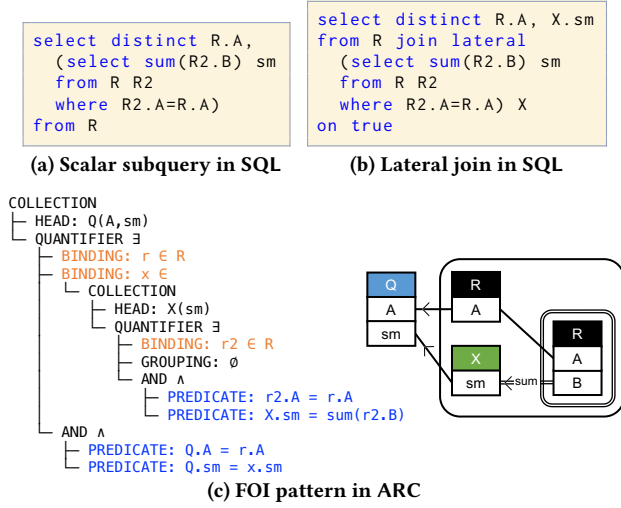 select distinct R.A,
(select sum(R2.B) sm
from R R2
where R2.A=R.A)
from R
(a) Scalar subquery in SQL
select distinct R.A, X.sm
from R join lateral
(select sum(R2.B) sm
from R R2
where R2.A=R.A) X
on true
(b) Lateral join in SQL
COLLECTION
├─ HEAD: Q(A,sm)
└─ QUANTIFIER ∃
├─ BINDING: r ∈ R
├─ BINDING: x ∈
│ └─ COLLECTION
│ ├─ HEAD: X(sm)
│ └─ QUANTIFIER ∃
│ ├─ BINDING: r2 ∈ R
│ ├─ GROUPING: ø
│ └─ AND ∧
│ ├─ PREDICATE: r2.A = r.A
│ └─ PREDICATE: X.sm = sum(r2.B)
└─ AND ∧
├─ PREDICATE: Q.A = r.A
└─ PREDICATE: Q.sm = x.sm
Q
A
sm
R
A
X
sm
sum
R
A
B
(c) FOI pattern in ARC